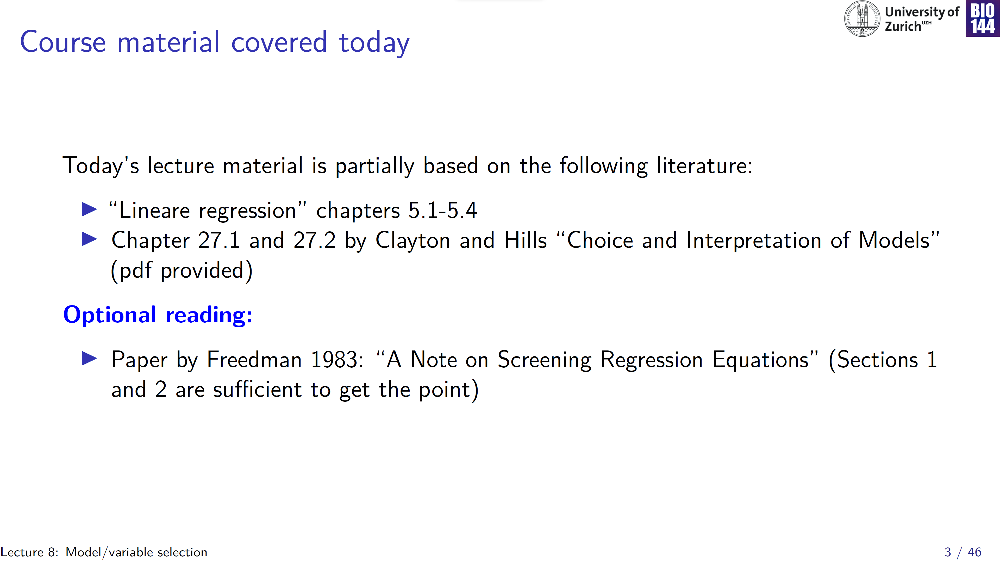 University of
Zurich UZH
BIO
144
Course material covered today
Today's lecture material is partially based on the following literature:
▶ “Lineare regression” chapters 5.1-5.4
▶ Chapter 27.1 and 27.2 by Clayton and Hills “Choice and Interpretation of Models”
(pdf provided)
Optional reading:
▶ Paper by Freedman 1983: “A Note on Screening Regression Equations” (Sections 1
and 2 are sufficient to get the point)
Lecture 8: Model/variable selection
3 / 46